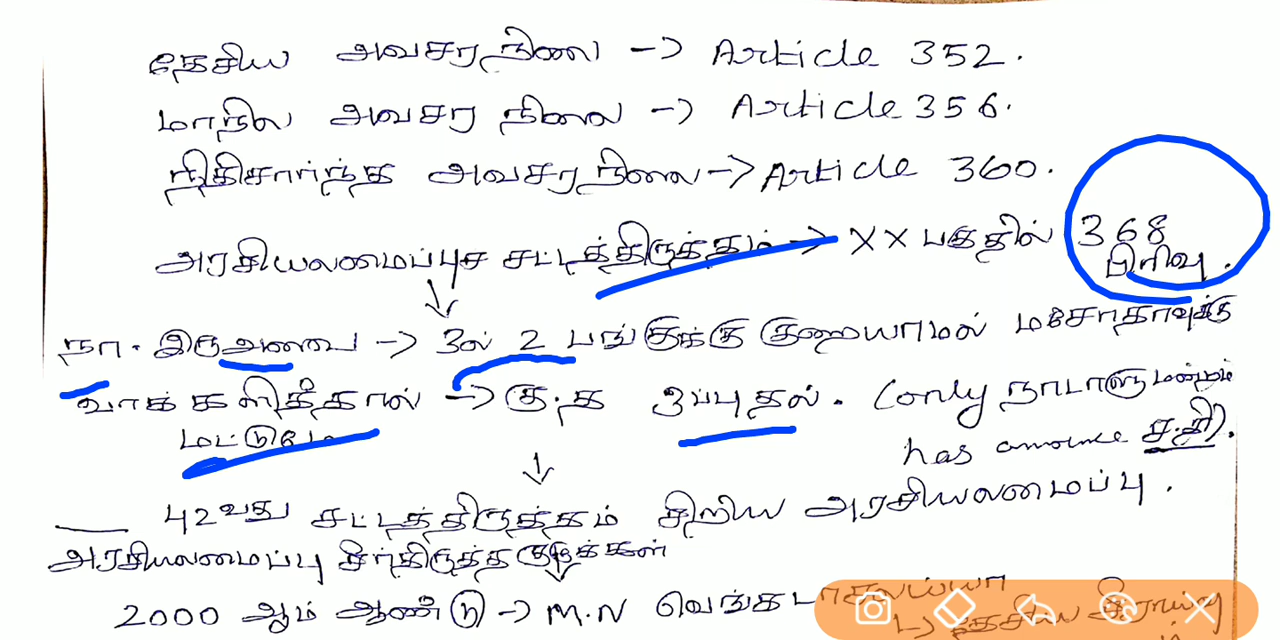 தேசிய அவசரநிலை -> Article 352.
மாநில அவசர நிலை -> Article 356.
நிதிசார்ந்த அவசரநிலை -> Article 360.
அரசியலமைப்புச சட்டத்திருத்தம் -> XX பகுதில் 368
பிரிவு.
நா. இருஅவை -> 3ல் 2 பங்குக்கு குறையாமல் மசோதாவுக்கு
வாக்களித்தால் -> கு.த ஒப்புதல். (only நாடாளுமன்றம்
மட்டுமே has announce ச.தி).
42வது சட்டத்திருத்தம் சிறிய அரசியலமைப்பு.
அரசியலமைப்பு சீர்திருத்த குழுக்கள்
2000 ஆம் ஆண்டு -> M.N வெங்கடாசலய்யா
-> தேசிய